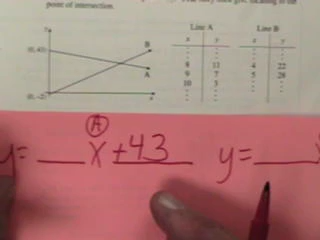 point of intersection.
Line A
Line B
x y
x y
8 11
9 7
10 3
4 22
5 28
y
B
A
x
(0, 43)
(0, -2)
A
y= ___ x +43
y= ___